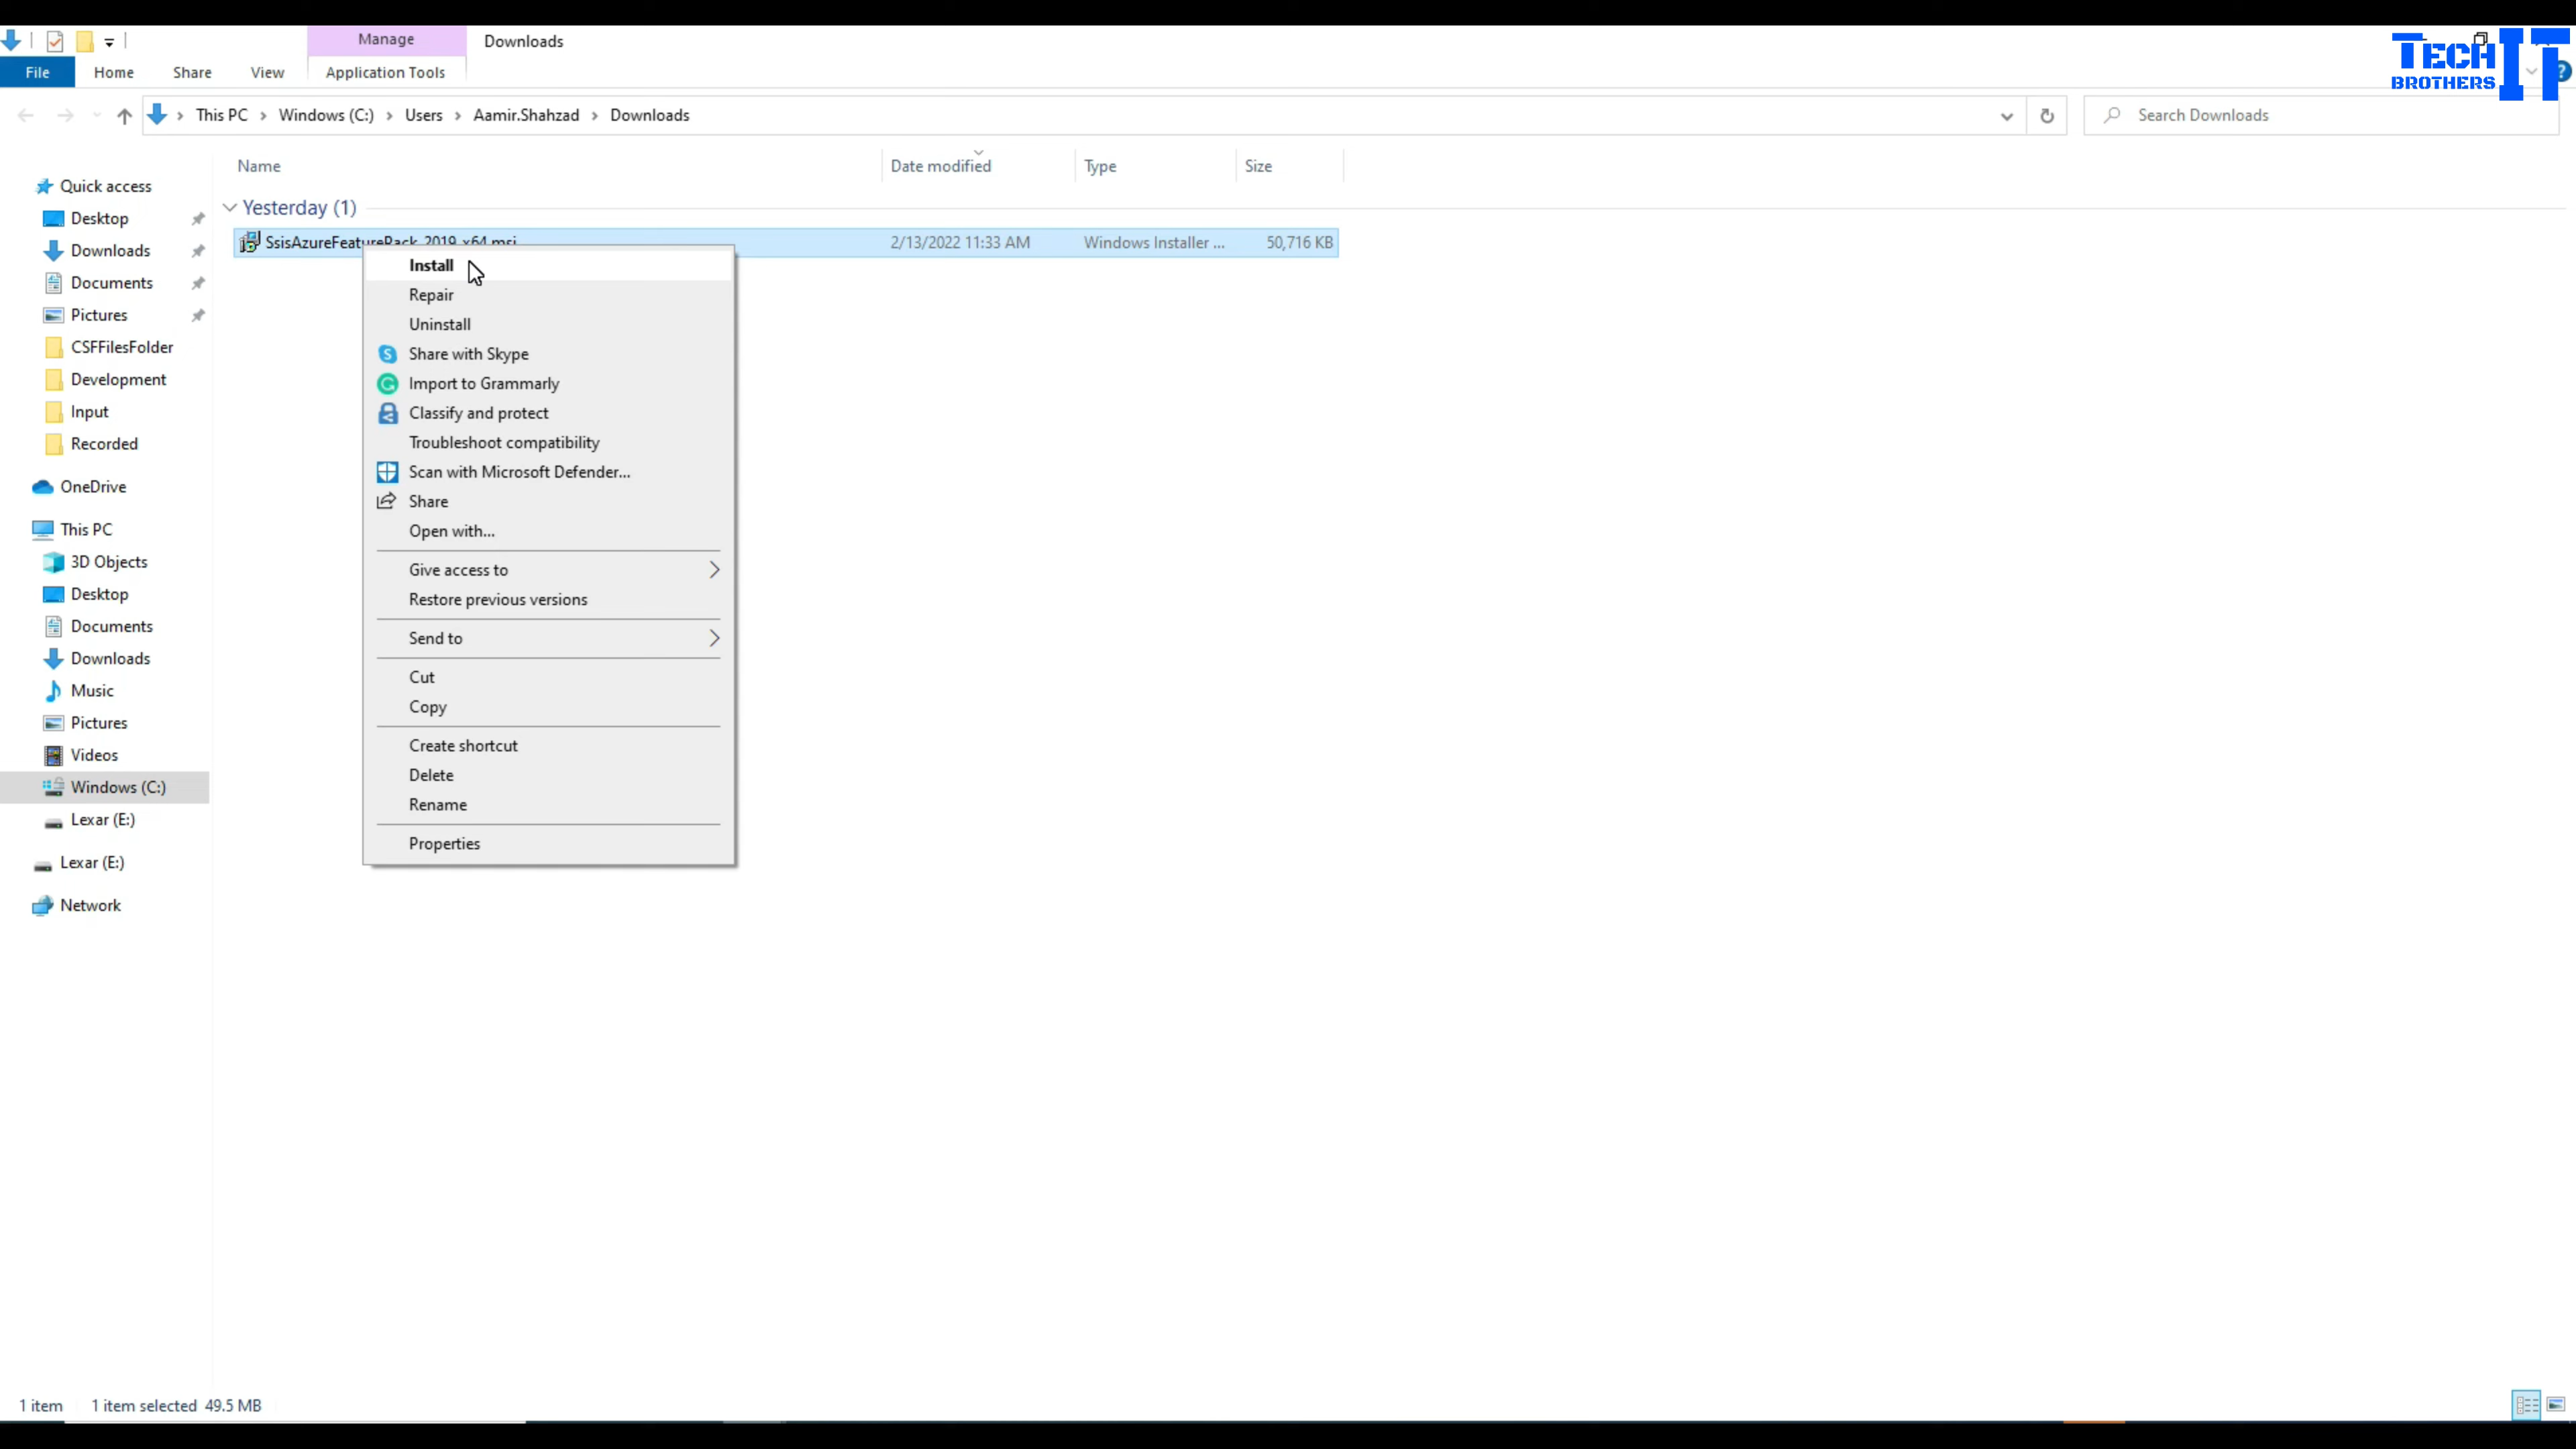 Manage
Downloads
TECH IT
BROTHERS
File
Home
Share
View
Application Tools
This PC
Windows (C:)
Users
Aamir.Shahzad
Downloads
Search Downloads
Name
Date modified
Type
Size
Quick access
Desktop
Downloads
Documents
Pictures
CSFFilesFolder
Development
Input
Recorded
OneDrive
This PC
3D Objects
Desktop
Documents
Downloads
Music
Pictures
Videos
Windows (C:)
Lexar (E:)
Lexar (E:)
Network
Yesterday (1)
SsisAzureFeaturePack_2019_x64.msi
2/13/2022 11:33 AM
Windows Installer ...
50,716 KB
Install
Repair
Uninstall
Share with Skype
Import to Grammarly
Classify and protect
Troubleshoot compatibility
Scan with Microsoft Defender...
Share
Open with...
Give access to
Restore previous versions
Send to
Cut
Copy
Create shortcut
Delete
Rename
Properties
1 item
1 item selected 49.5 MB